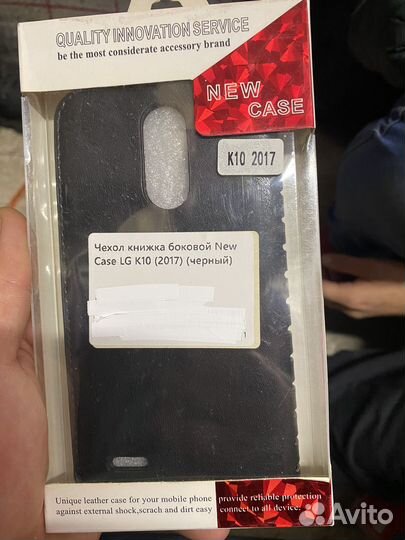 QUALITY INNOVATION SERVICE
be the most considerate accessory brand
NEW
CASE
K10 2017
Чехол книжка боковой New
Case LG K10 (2017) (черный)
1
Unique leather case for your mobile phone
against external shock,scrach and dirt easy
provide reliable protection
connect to all device.
Avito